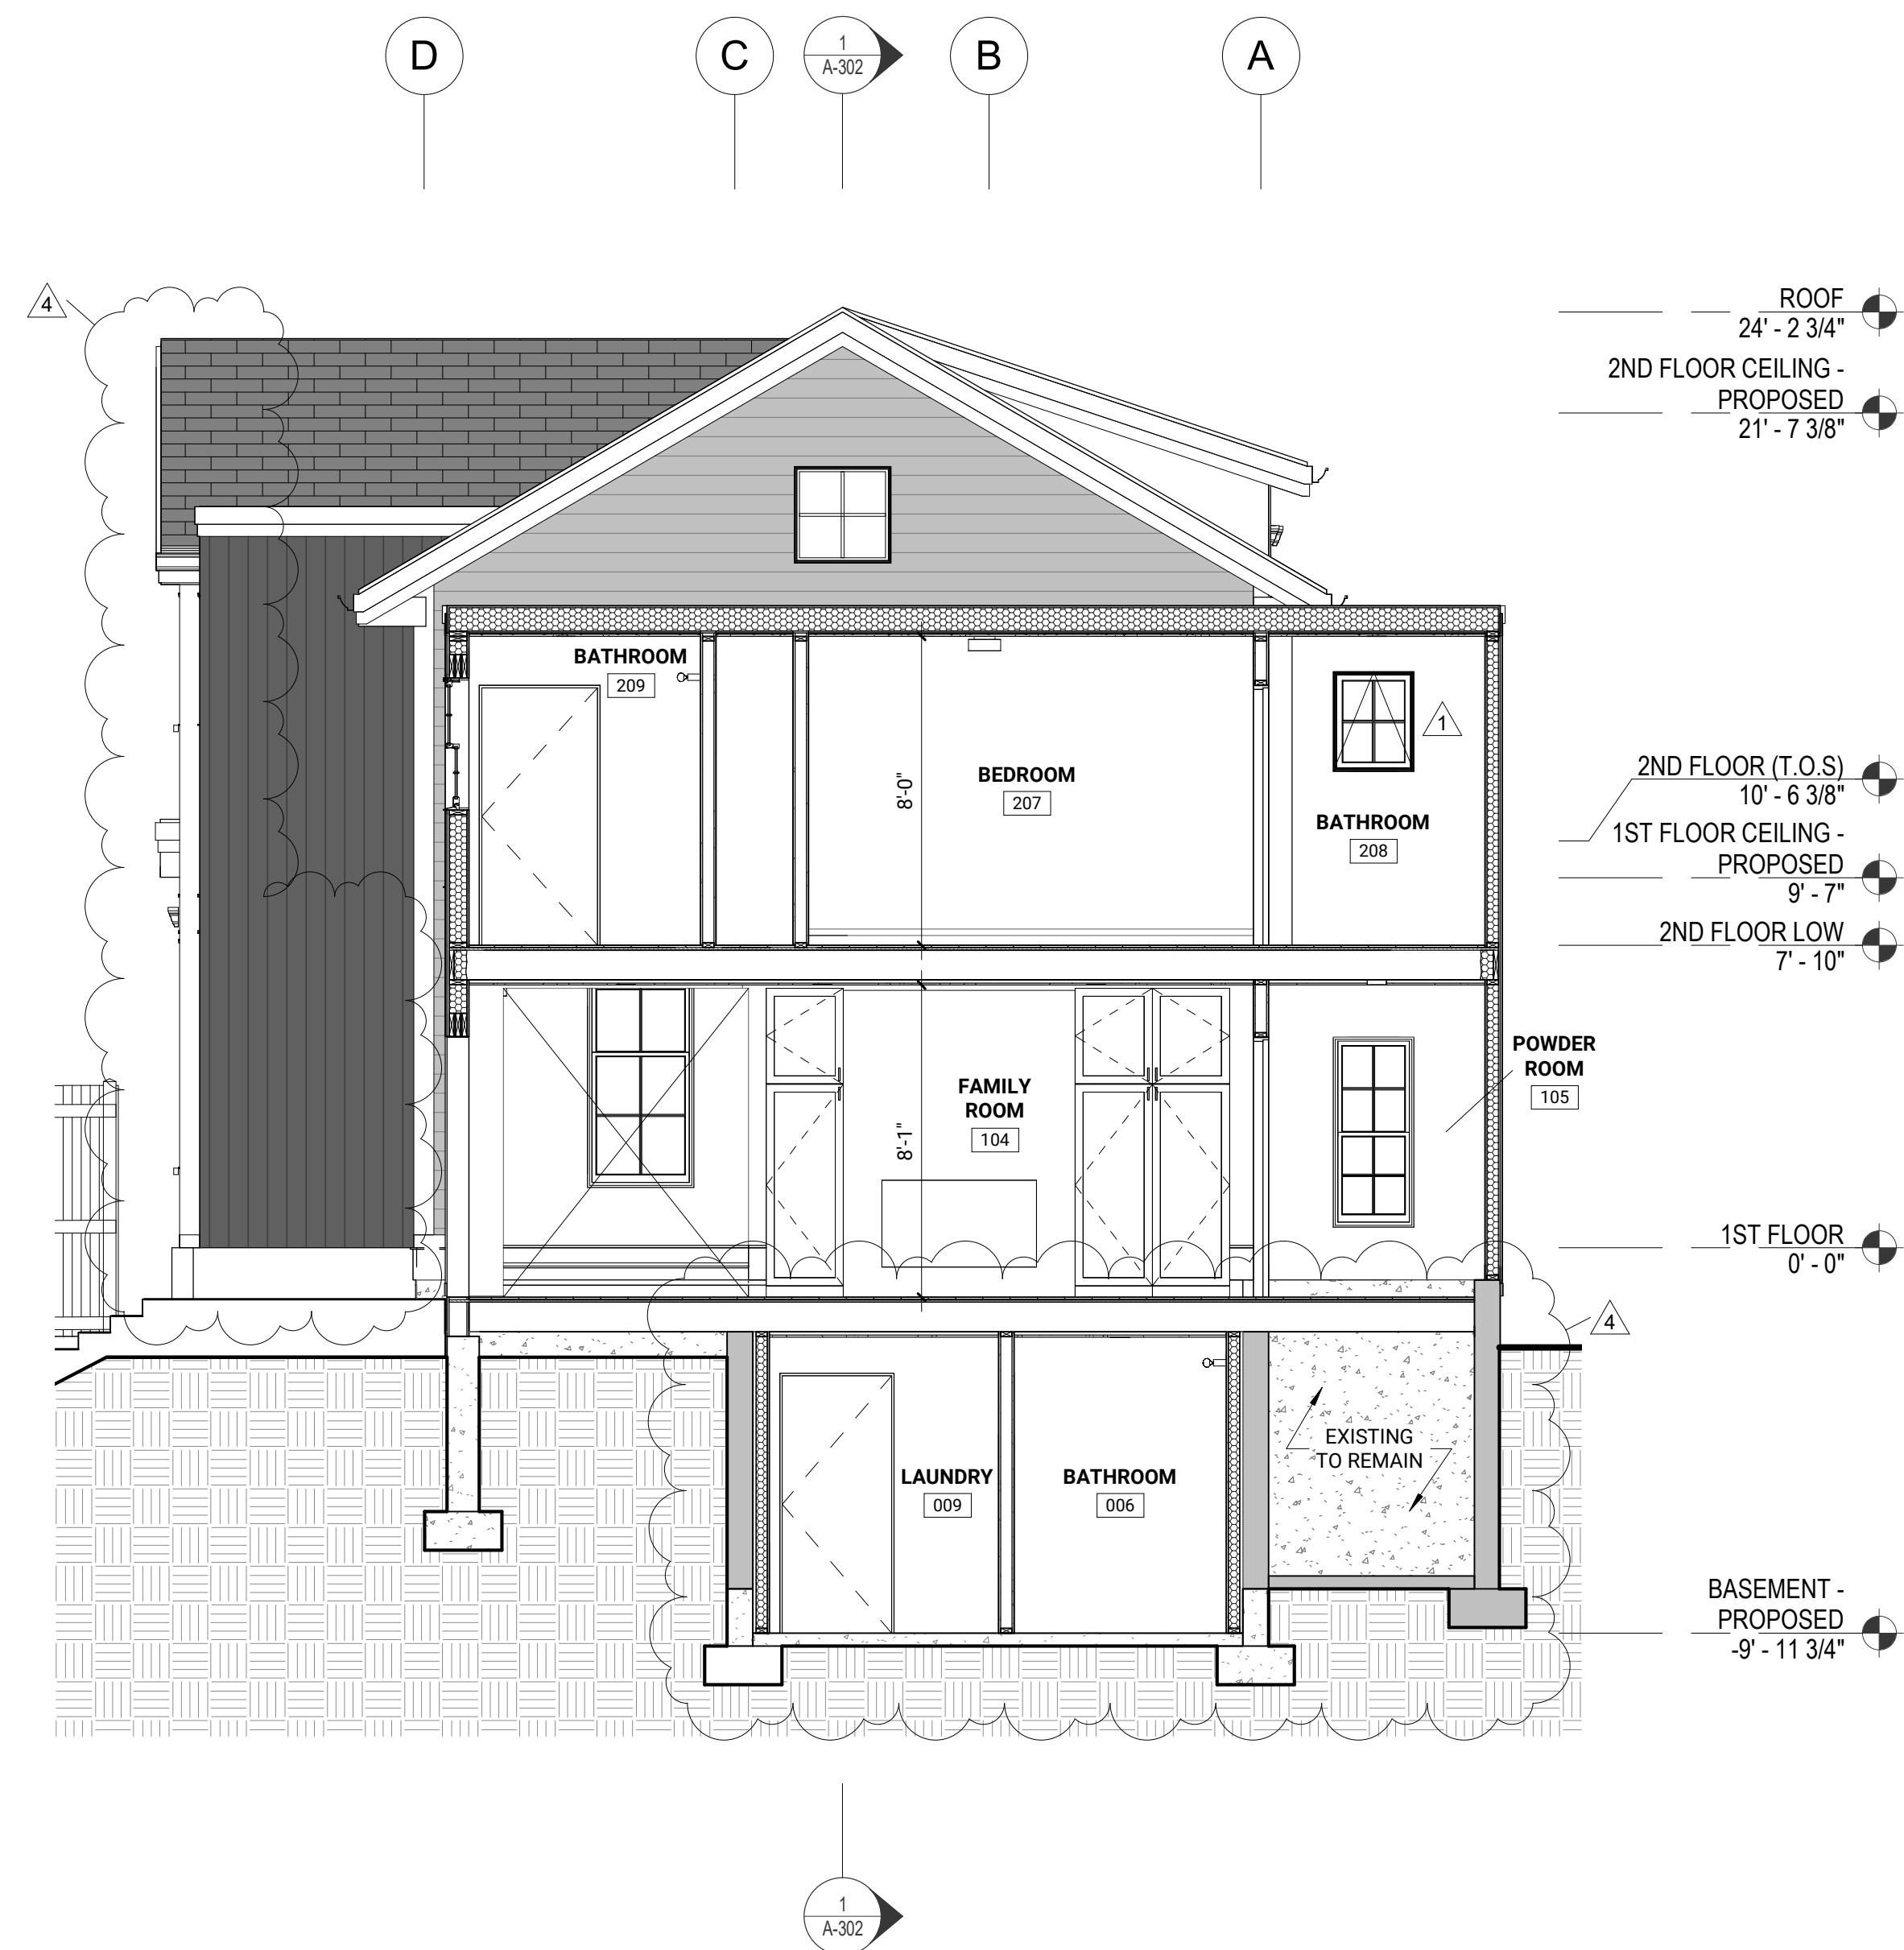 D
C
1
A-302
B
A
4
ROOF
24' - 2 3/4"
2ND FLOOR CEILING -
PROPOSED
21' - 7 3/8"
BATHROOM
209
8'-0"
BEDROOM
207
1
BATHROOM
208
2ND FLOOR (T.O.S)
10' - 6 3/8"
1ST FLOOR CEILING -
PROPOSED
9' - 7"
2ND FLOOR LOW
7' - 10"
8'-1"
FAMILY
ROOM
104
POWDER
ROOM
105
1ST FLOOR
0' - 0"
4
EXISTING
TO REMAIN
LAUNDRY
009
BATHROOM
006
BASEMENT -
PROPOSED
-9' - 11 3/4"
1
A-302